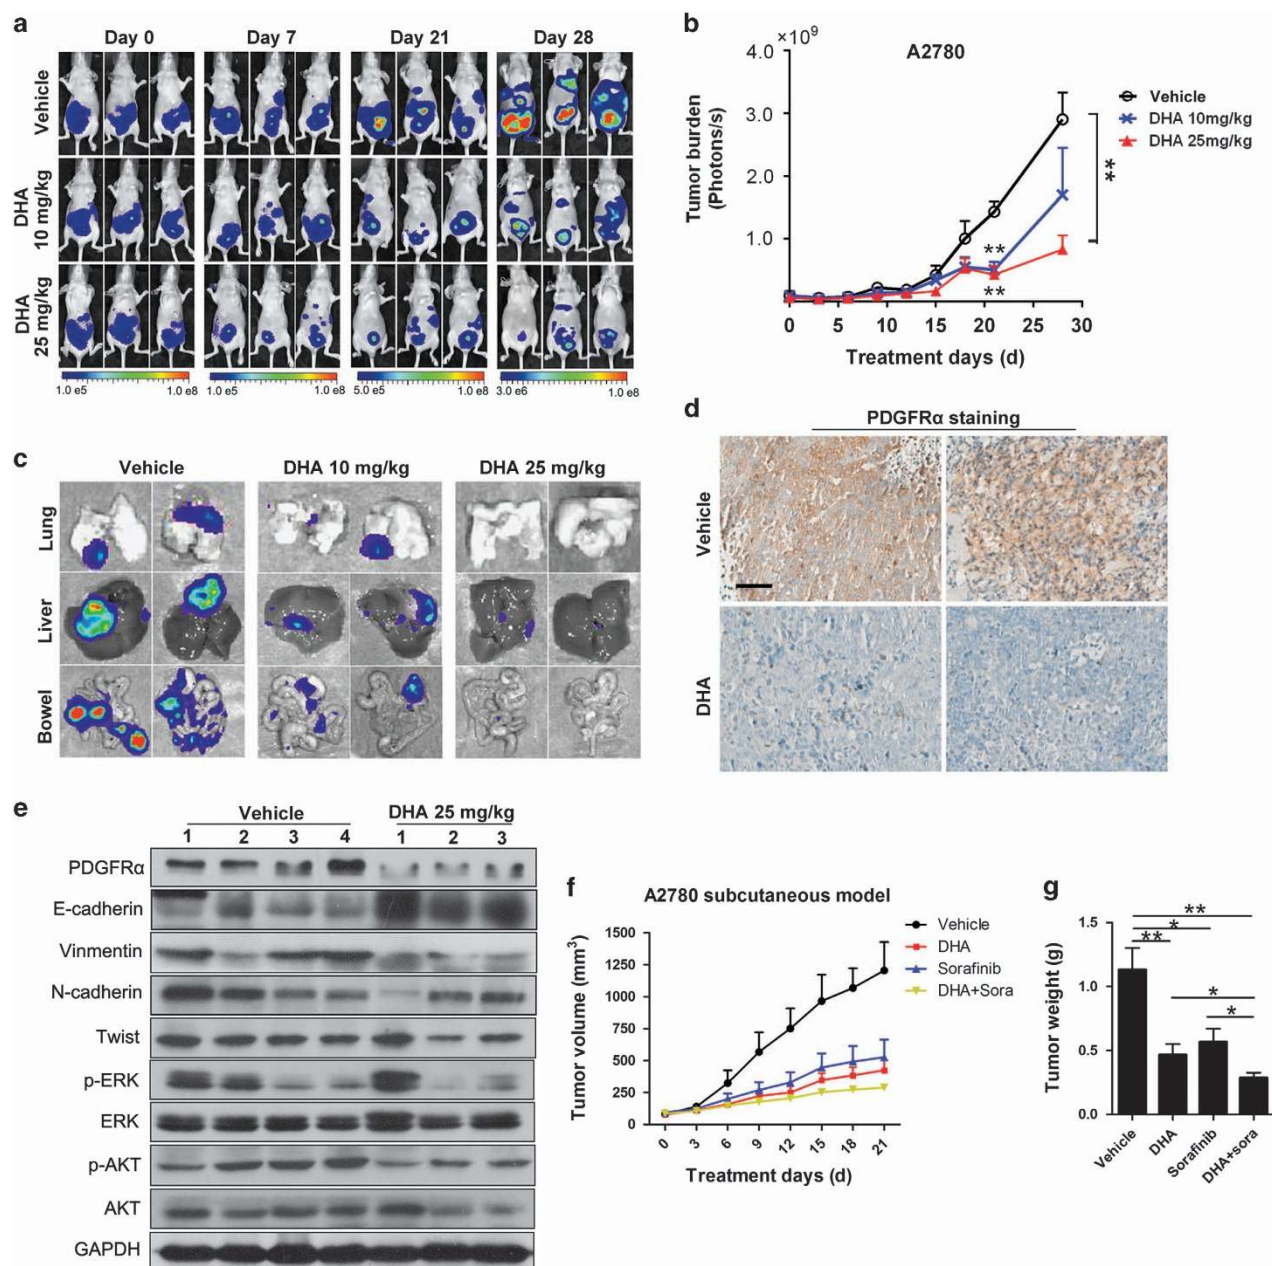 a
Day 0
Day 7
Day 21
Day 28
Vehicle
DHA
10 mg/kg
DHA
25 mg/kg
1.0 e5
1.0 e8
1.0 e5
1.0 e8
5.0 e5
1.0 e8
3.0 e6
1.0 e8
b
×10⁹
A2780
4.0
3.0
2.0
1.0
Tumor burden
(Photons/s)
Vehicle
DHA 10mg/kg
DHA 25mg/kg
**
**
**
0
5
10
15
20
25
30
Treatment days (d)
c
Vehicle
DHA 10 mg/kg
DHA 25 mg/kg
Lung
Liver
Bowel
d
PDGFRα staining
Vehicle
DHA
e
Vehicle
DHA 25 mg/kg
1 2 3 4 1 2 3
PDGFRα
E-cadherin
Vinmentin
N-cadherin
Twist
p-ERK
ERK
p-AKT
AKT
GAPDH
f
A2780 subcutaneous model
Tumor volume (mm³)
1500
1250
1000
750
500
250
0
Vehicle
DHA
Sorafinib
DHA+Sora
0 3 6 9 12 15 18 21
Treatment days (d)
g
Tumor weight (g)
1.5
1.0
0.5
0.0
**
*
**
*
*
Vehicle
DHA
Sorafinib
DHA+sora